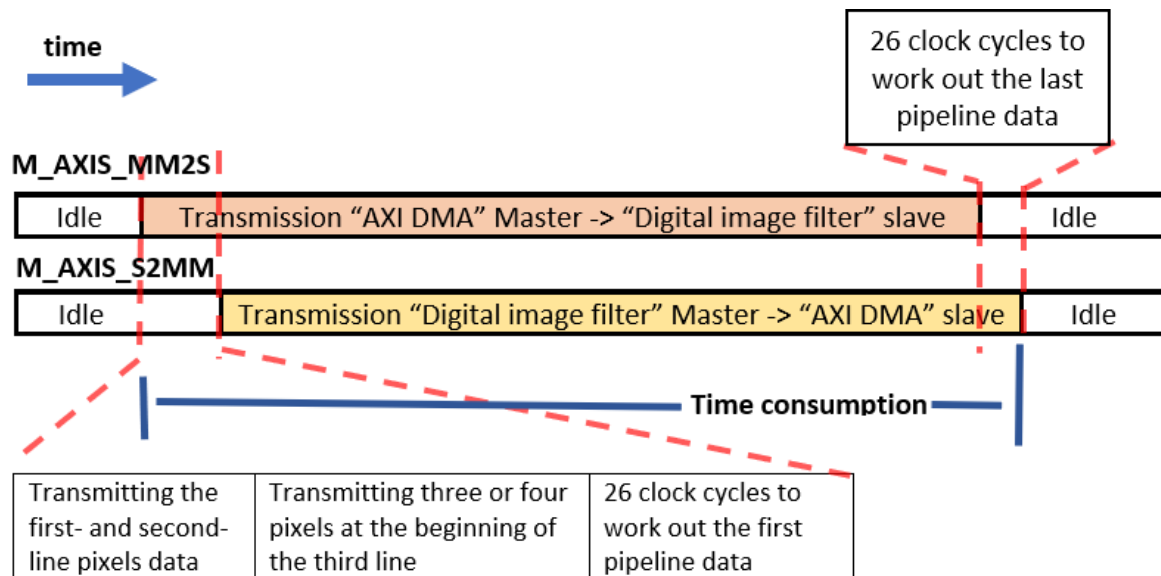 time
26 clock cycles to
work out the last
pipeline data
M_AXIS_MM2S
Idle
Transmission “AXI DMA” Master -> “Digital image filter” slave
Idle
M_AXIS_S2MM
Idle
Transmission “Digital image filter” Master -> “AXI DMA” slave
Idle
Time consumption
Transmitting the
first- and second-
line pixels data
Transmitting three or four
pixels at the beginning of
the third line
26 clock cycles to
work out the first
pipeline data